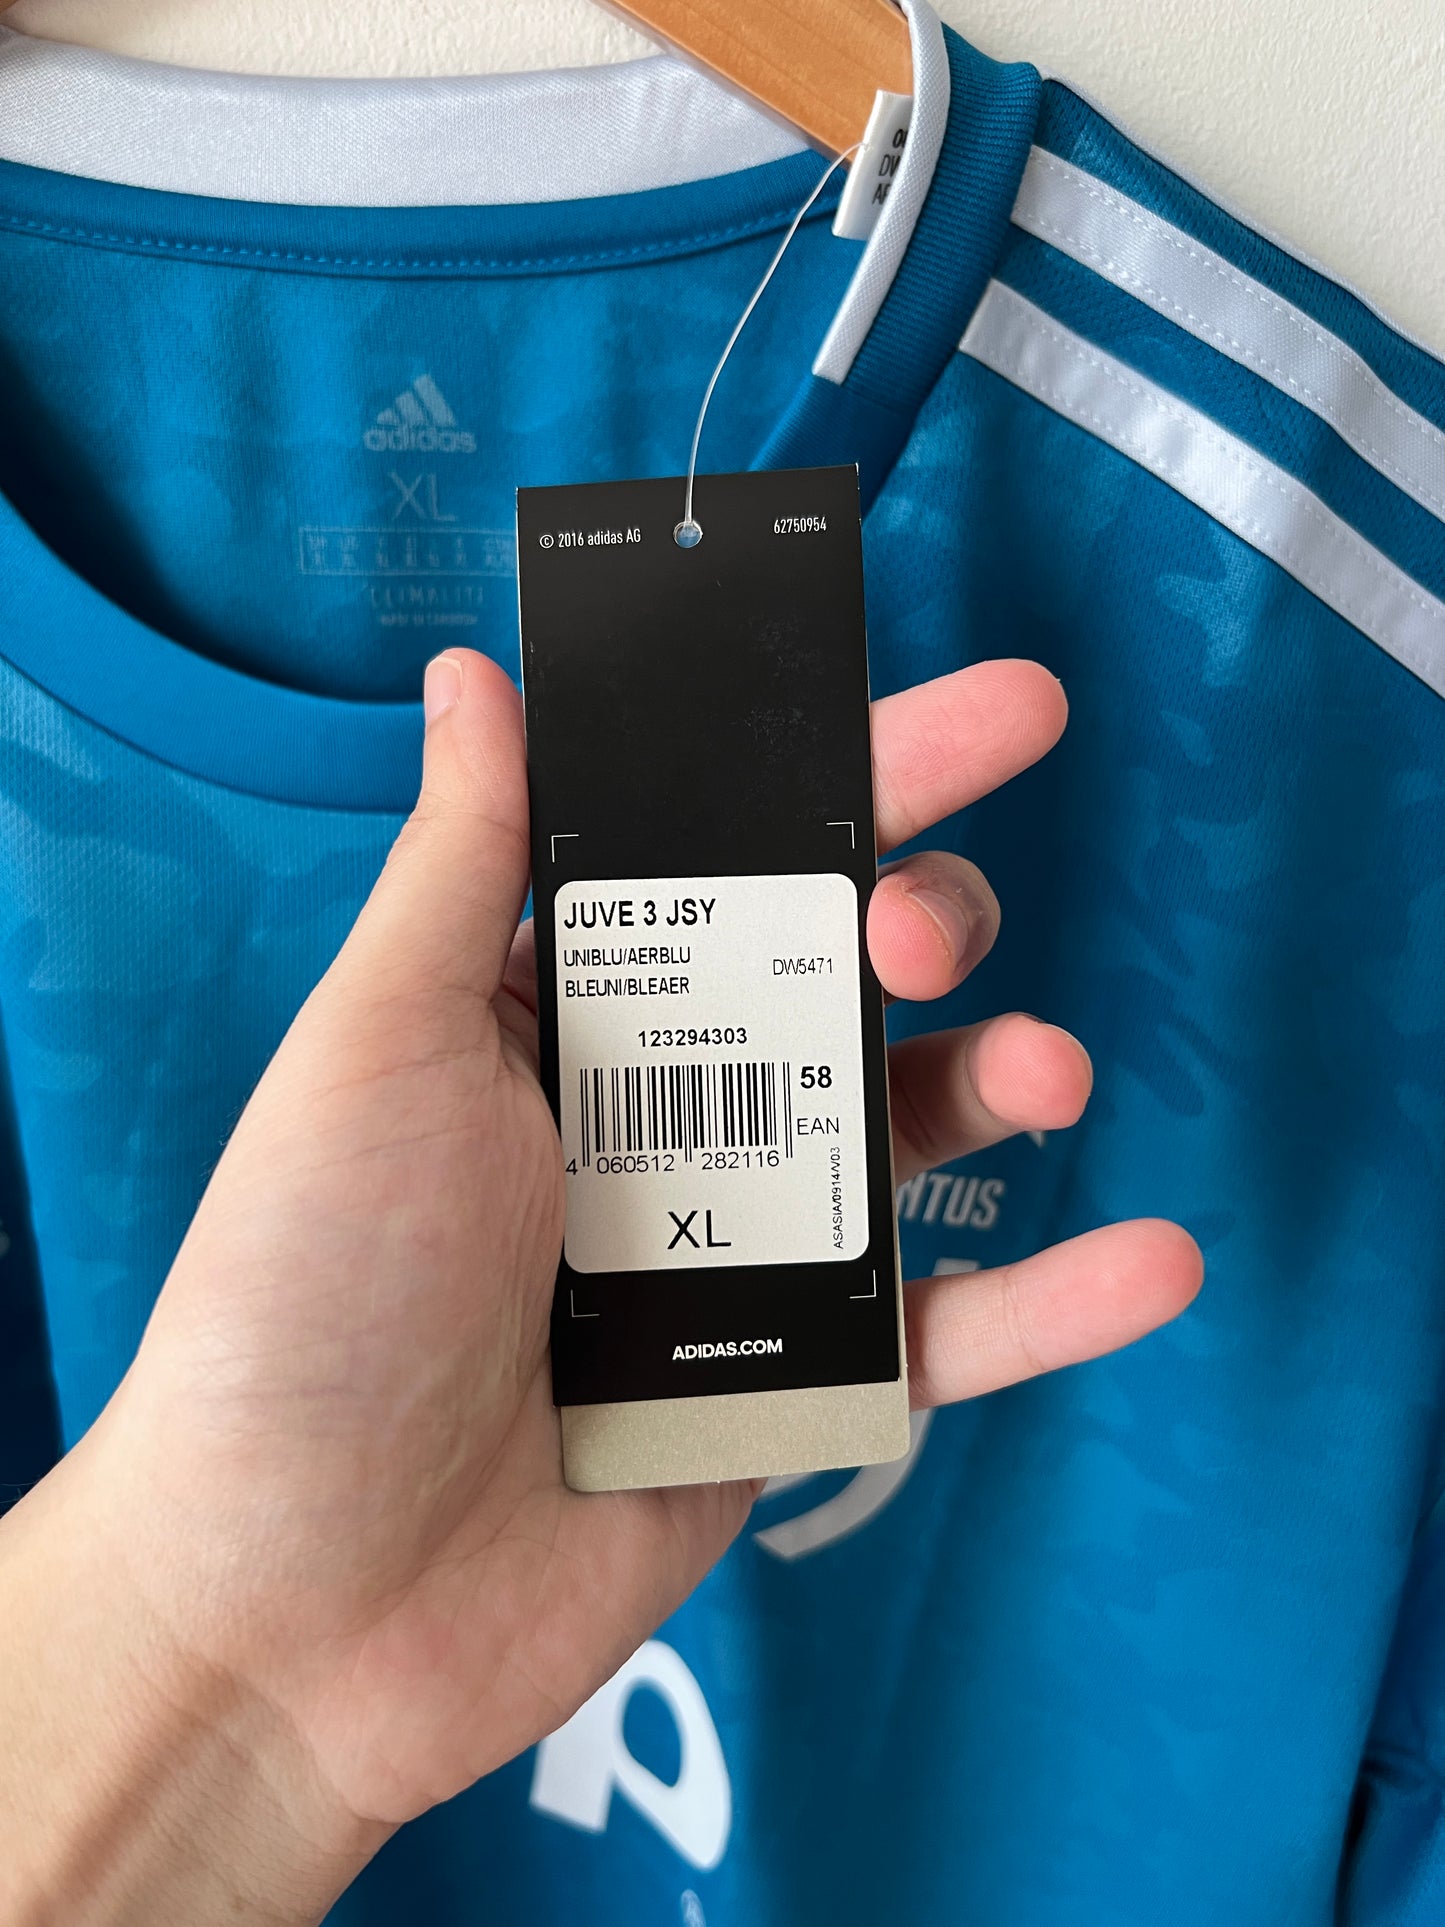 adidas
XL
© 2016 adidas AG
62750954
JUVE 3 JSY
UNIBLU/AERBLU
BLEUNI/BLEAER
DW5471
123294303
58
EAN
4 060512 282116
XL
ASASIA/0914/V03
ADIDAS.COM
NTUS